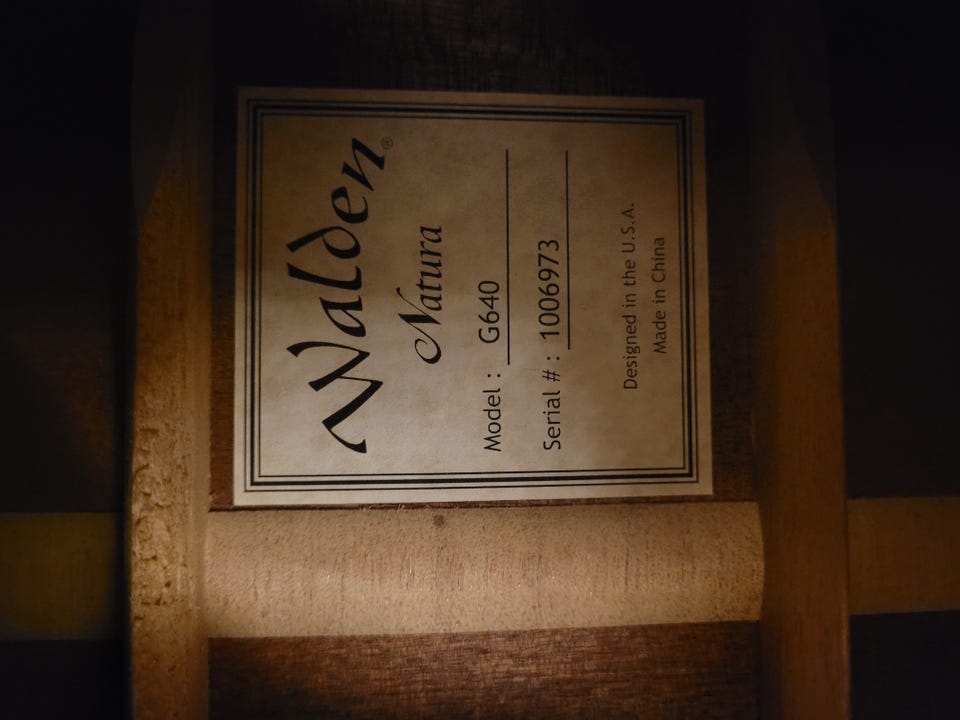 Walden®
Natura
Model : G640
Serial # : 1006973
Designed in the U.S.A.
Made in China